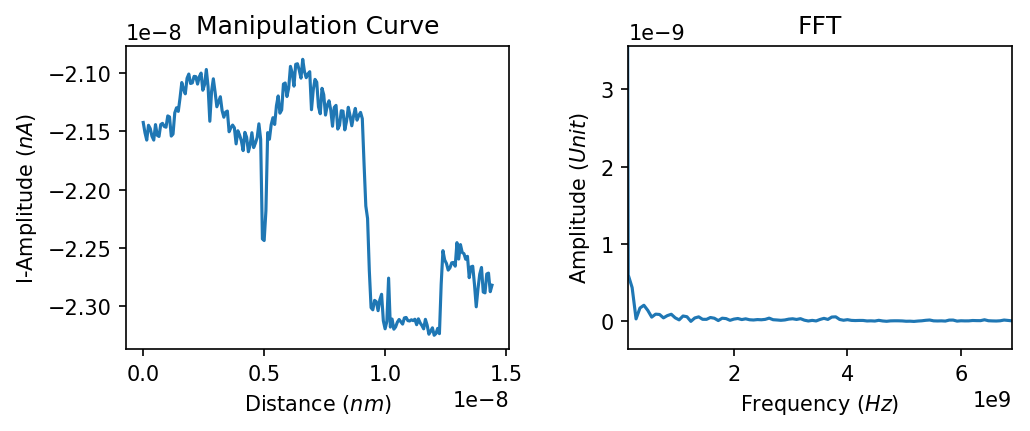 Manipulation Curve
1e−8
I-Amplitude (nA)
−2.10
−2.15
−2.20
−2.25
−2.30
0.0 0.5 1.0 1.5
1e−8
Distance (nm)
FFT
1e−9
Amplitude (Unit)
3
2
1
0
2 4 6
1e9
Frequency (Hz)